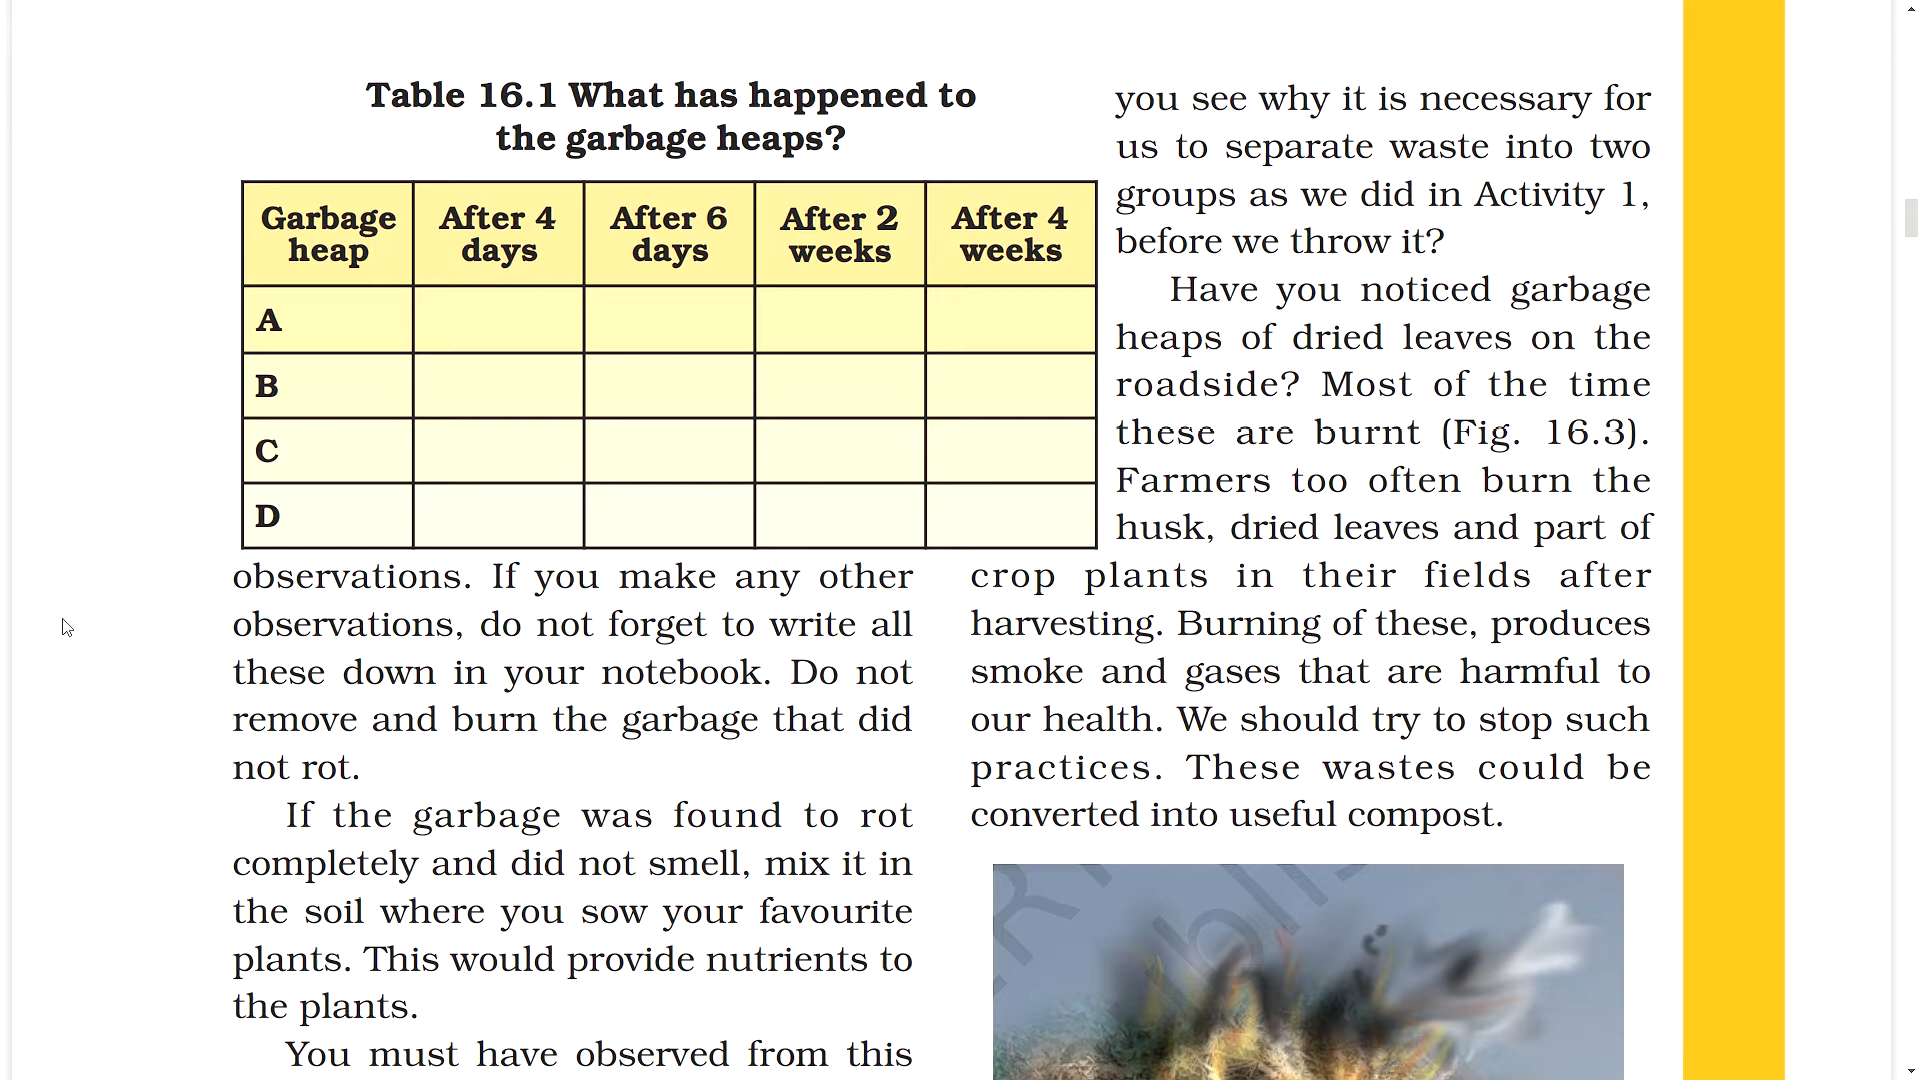 Table 16.1 What has happened to
the garbage heaps?
Garbage heap | After 4 days | After 6 days | After 2 weeks | After 4 weeks
A
B
C
D
observations. If you make any other
observations, do not forget to write all
these down in your notebook. Do not
remove and burn the garbage that did
not rot.
If the garbage was found to rot
completely and did not smell, mix it in
the soil where you sow your favourite
plants. This would provide nutrients to
the plants.
You must have observed from this
you see why it is necessary for
us to separate waste into two
groups as we did in Activity 1,
before we throw it?
Have you noticed garbage
heaps of dried leaves on the
roadside? Most of the time
these are burnt (Fig. 16.3).
Farmers too often burn the
husk, dried leaves and part of
crop plants in their fields after
harvesting. Burning of these, produces
smoke and gases that are harmful to
our health. We should try to stop such
practices. These wastes could be
converted into useful compost.